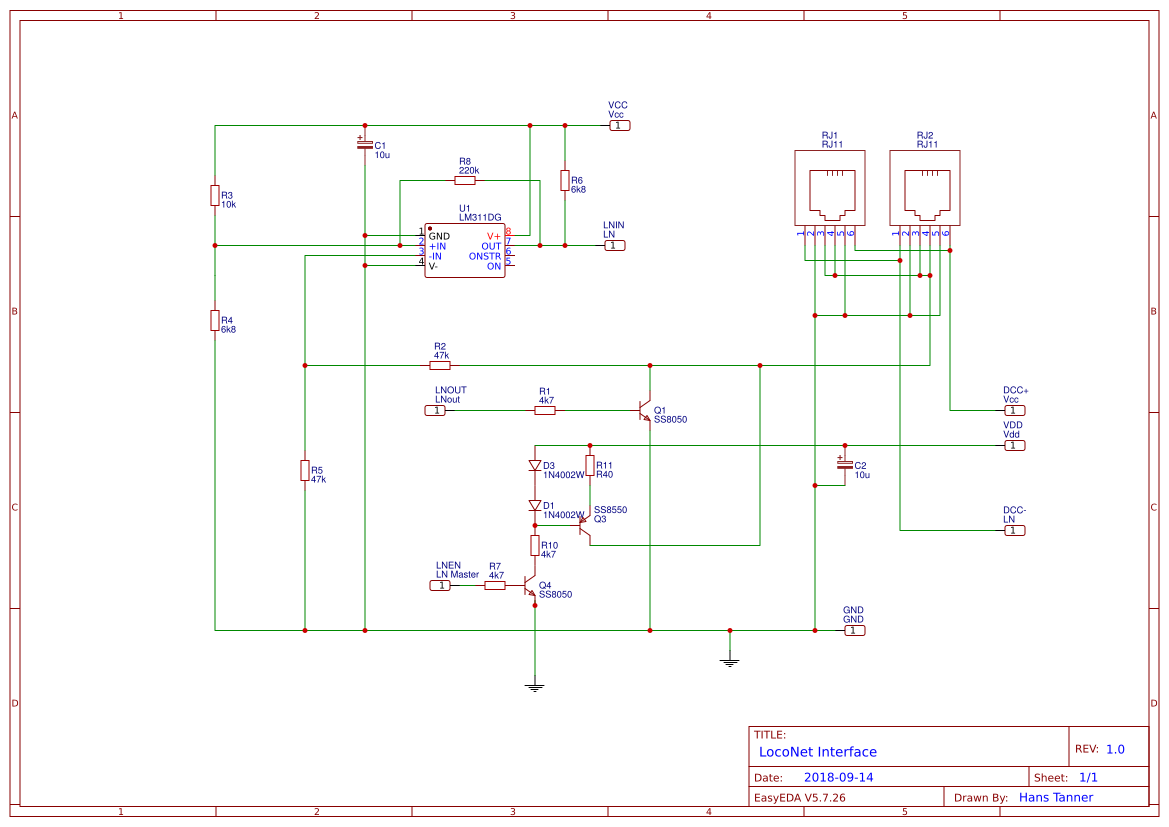 1 2 3 4 5
A A
B B
C C
D D
VCC
Vcc
1
C1
10u
+
R8
220k
R3
10k
R6
6k8
U1
LM311DG
1 GND V+ 8
2 +IN OUT 7
3 -IN ONSTR 6
4 V- ON 5
LNIN
LN
1
RJ1
RJ11
1 2 3 4 5 6
RJ2
RJ11
1 2 3 4 5 6
R4
6k8
R2
47k
LNOUT
LNout
1
R1
4k7
Q1
SS8050
DCC+
Vcc
1
VDD
Vdd
1
D3
1N4002W
R11
R40
+
C2
10u
R5
47k
D1
1N4002W
SS8550
Q3
DCC-
LN
1
R10
4k7
LNEN
LN Master
1
R7
4k7
Q4
SS8050
GND
GND
1
TITLE:
LocoNet Interface
REV: 1.0
Date: 2018-09-14
Sheet: 1/1
EasyEDA V5.7.26
Drawn By: Hans Tanner
1 2 3 4 5